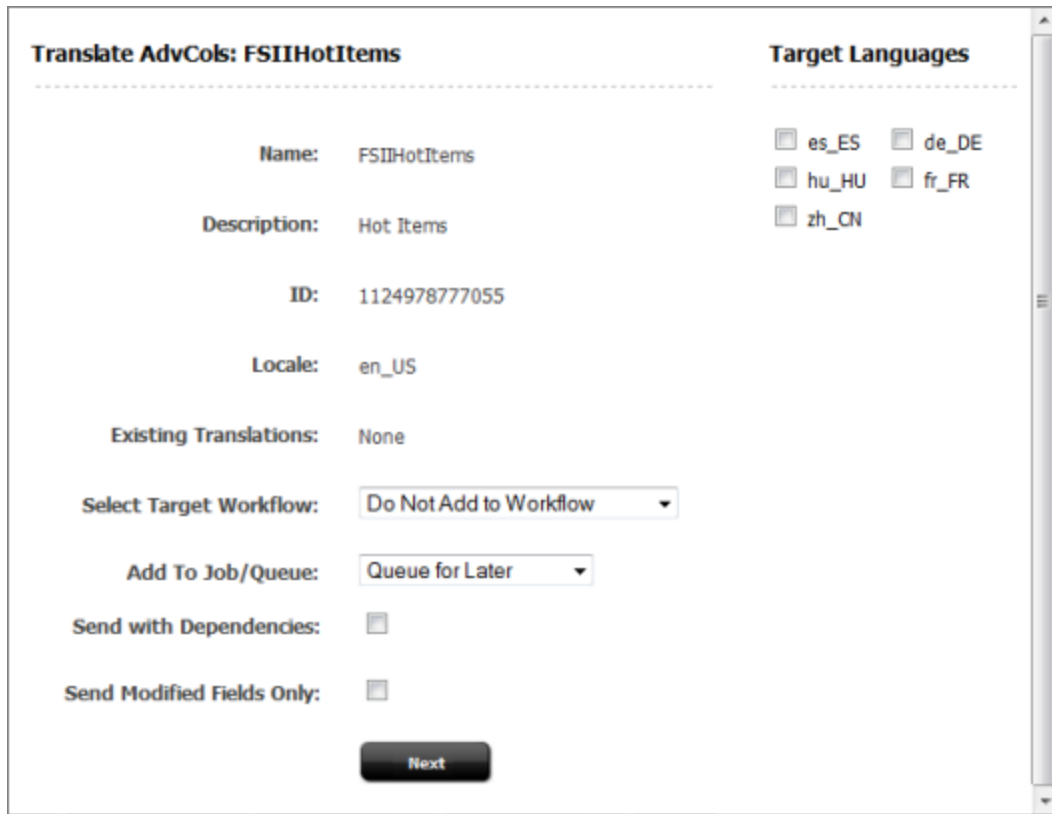 Translate AdvCols: FSIIHotItems
Target Languages
Name: FSIIHotItems
es_ES de_DE
hu_HU fr_FR
zh_CN
Description: Hot Items
ID: 1124978777055
Locale: en_US
Existing Translations: None
Select Target Workflow: Do Not Add to Workflow
Add To Job/Queue: Queue for Later
Send with Dependencies:
Send Modified Fields Only:
Next